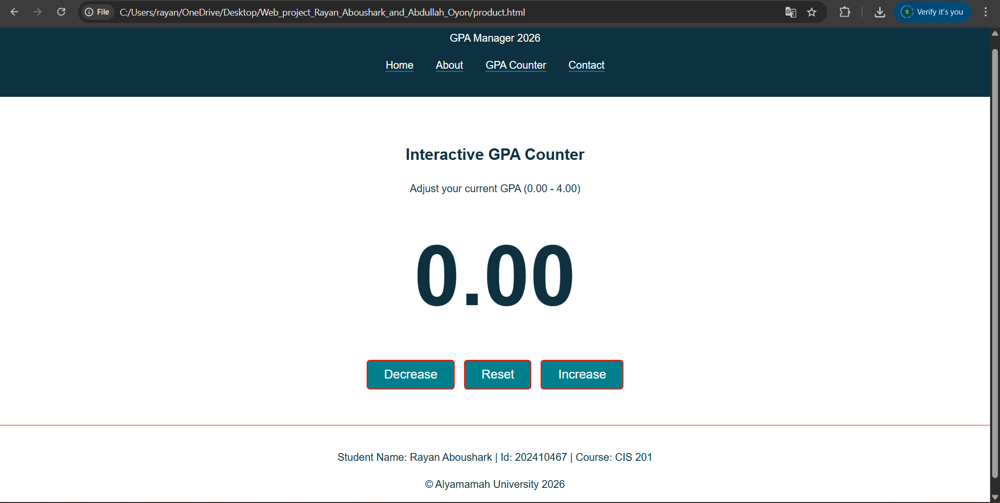 File C:/Users/rayan/OneDrive/Desktop/Web_project_Rayan_Aboushark_and_Abdullah_Oyon/product.html S Verify it's you
GPA Manager 2026
Home About GPA Counter Contact
Interactive GPA Counter
Adjust your current GPA (0.00 - 4.00)
0.00
Decrease Reset Increase
Student Name: Rayan Aboushark | Id: 202410467 | Course: CIS 201
© Alyamamah University 2026